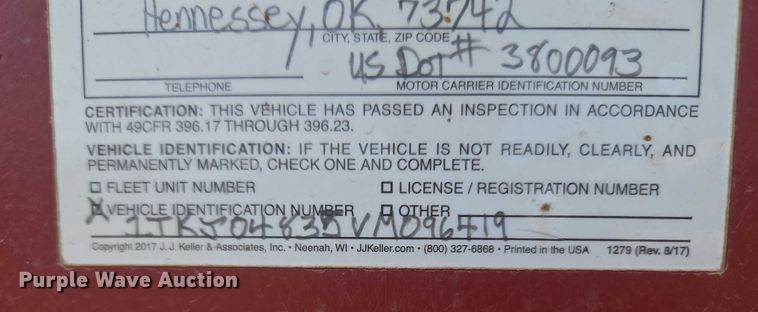 Hennessey, OK 73742
CITY, STATE, ZIP CODE
US DOT # 3800093
TELEPHONE MOTOR CARRIER IDENTIFICATION NUMBER
CERTIFICATION: THIS VEHICLE HAS PASSED AN INSPECTION IN ACCORDANCE
WITH 49CFR 396.17 THROUGH 396.23.
VEHICLE IDENTIFICATION: IF THE VEHICLE IS NOT READILY, CLEARLY, AND
PERMANENTLY MARKED, CHECK ONE AND COMPLETE.
☐ FLEET UNIT NUMBER ☐ LICENSE / REGISTRATION NUMBER
☒ VEHICLE IDENTIFICATION NUMBER ☐ OTHER
1TKJ04835VM096419
Copyright 2017 J. J. Keller & Associates, Inc. • Neenah, WI • JJKeller.com • (800) 327-6868 • Printed in the USA 1279 (Rev. 8/17)
Purple Wave Auction